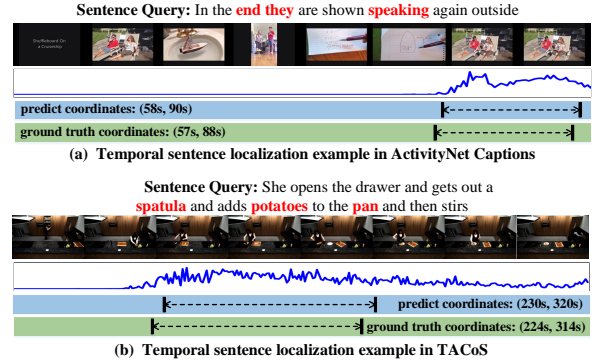 Sentence Query: In the end they are shown speaking again outside
Shuffleboard On
a Cruiseship
predict coordinates: (58s, 90s)
ground truth coordinates: (57s, 88s)
(a) Temporal sentence localization example in ActivityNet Captions
Sentence Query: She opens the drawer and gets out a
spatula and adds potatoes to the pan and then stirs
predict coordinates: (230s, 320s)
ground truth coordinates: (224s, 314s)
(b) Temporal sentence localization example in TACoS